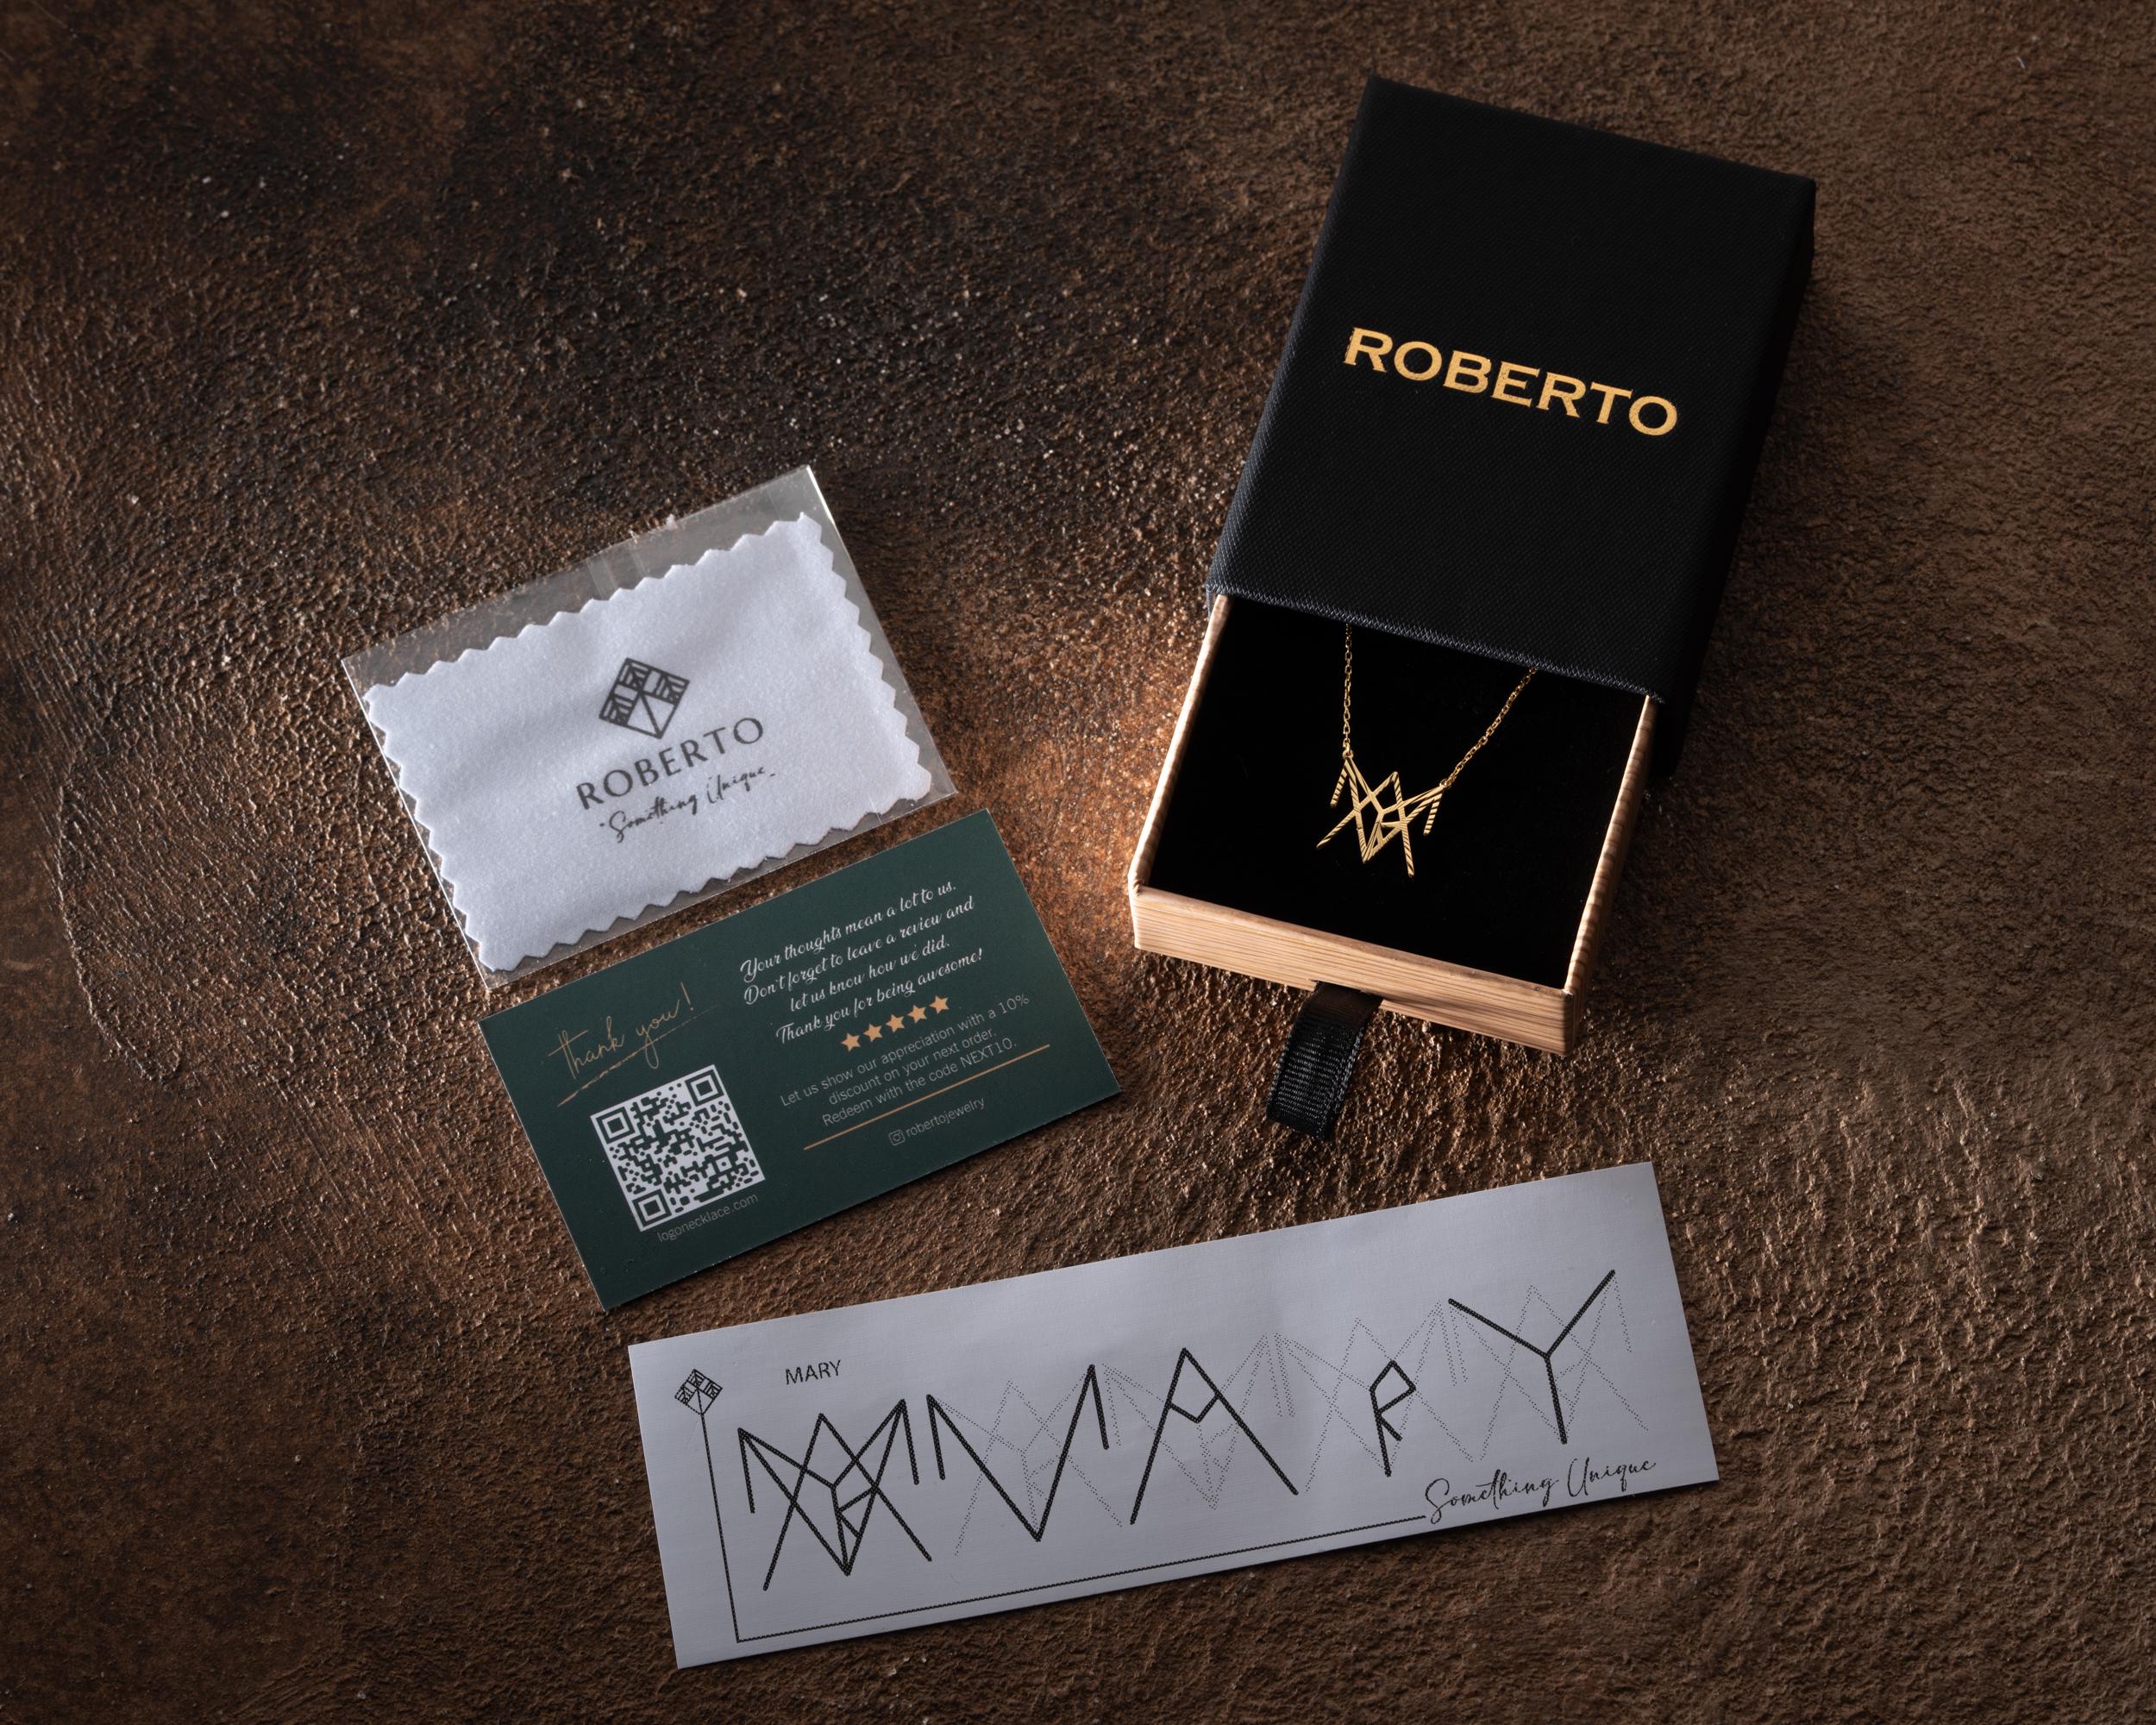 ROBERTO
ROBERTO
"Something Unique"
thank you!
logonecklace.com
Your thoughts mean a lot to us.
Don't forget to leave a review and
let us know how we did.
Thank you for being awesome!
Let us show our appreciation with a 10%
discount on your next order.
Redeem with the code NEXT10.
robertojewelry
MARY
M A R Y
Something Unique